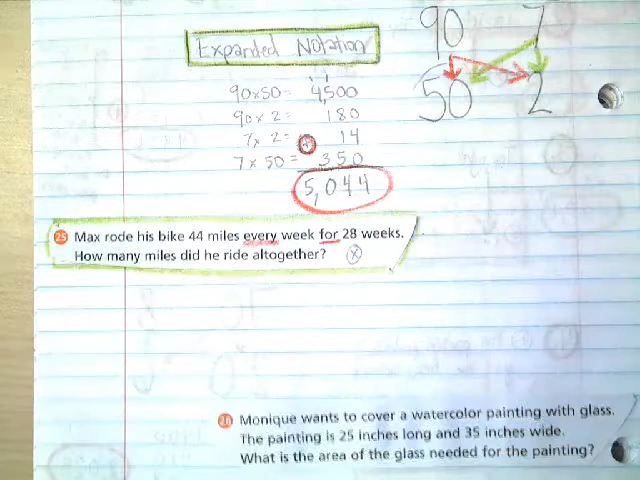 Expanded Notation
90 7
50 2
90x50= 4,500
90 x 2= 180
7x 2= 14
7 x 50 = 350
+
5,044
25 Max rode his bike 44 miles every week for 28 weeks.
How many miles did he ride altogether? x
26 Monique wants to cover a watercolor painting with glass.
The painting is 25 inches long and 35 inches wide.
What is the area of the glass needed for the painting?